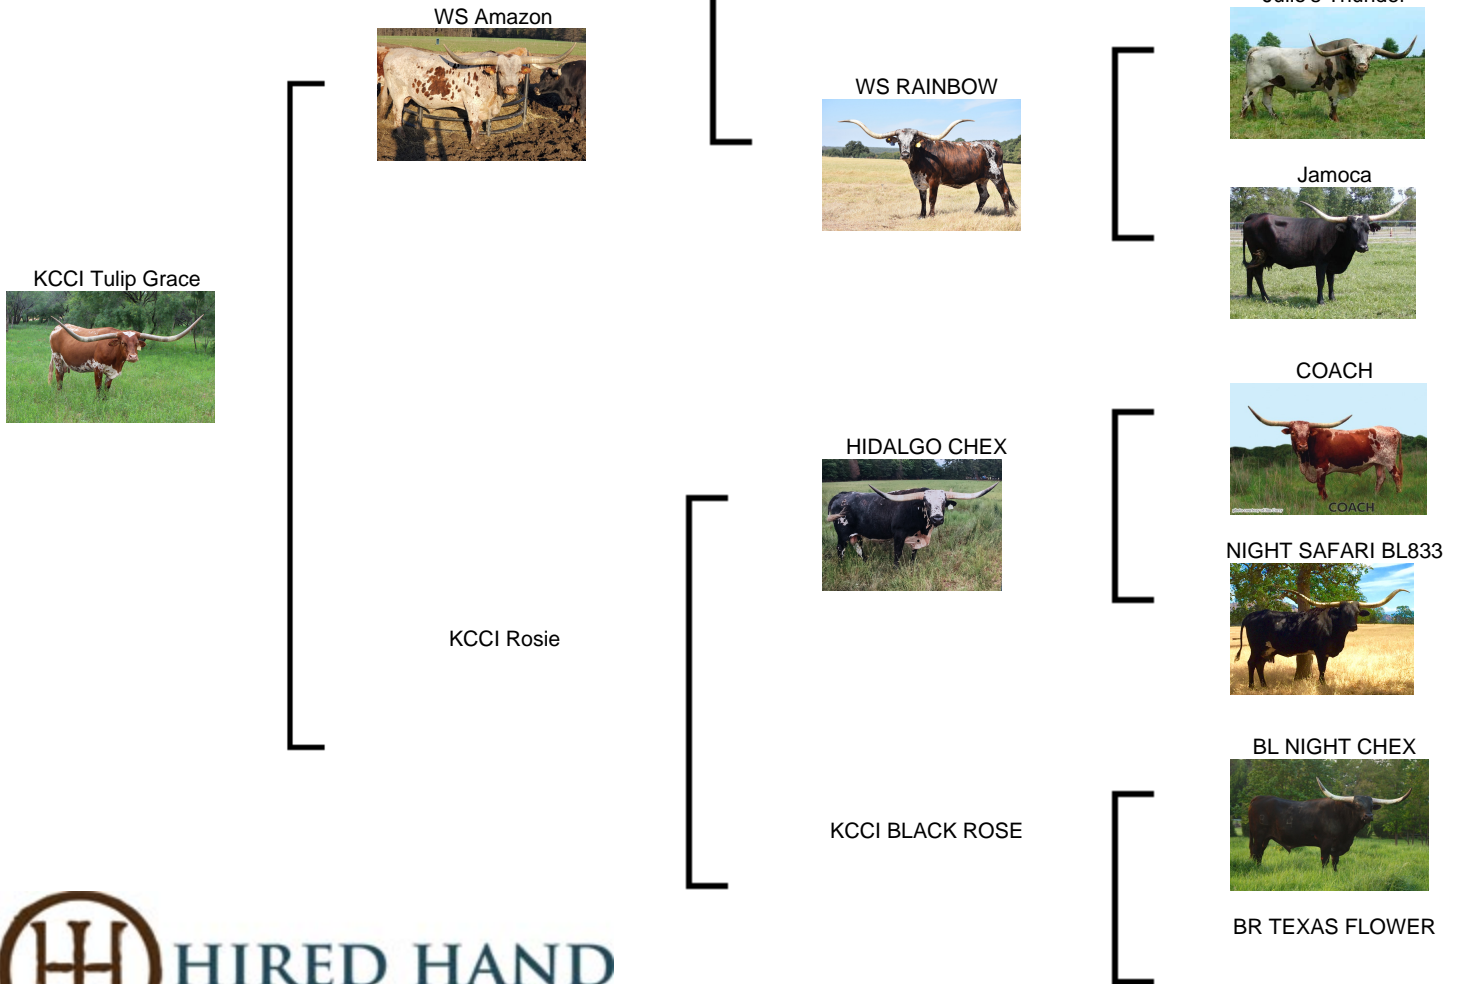 WS Amazon
WS RAINBOW
Jamoca
KCCI Tulip Grace
COACH
HIDALGO CHEX
COACH
NIGHT SAFARI BL833
KCCI Rosie
BL NIGHT CHEX
KCCI BLACK ROSE
BR TEXAS FLOWER
HIRED HAND